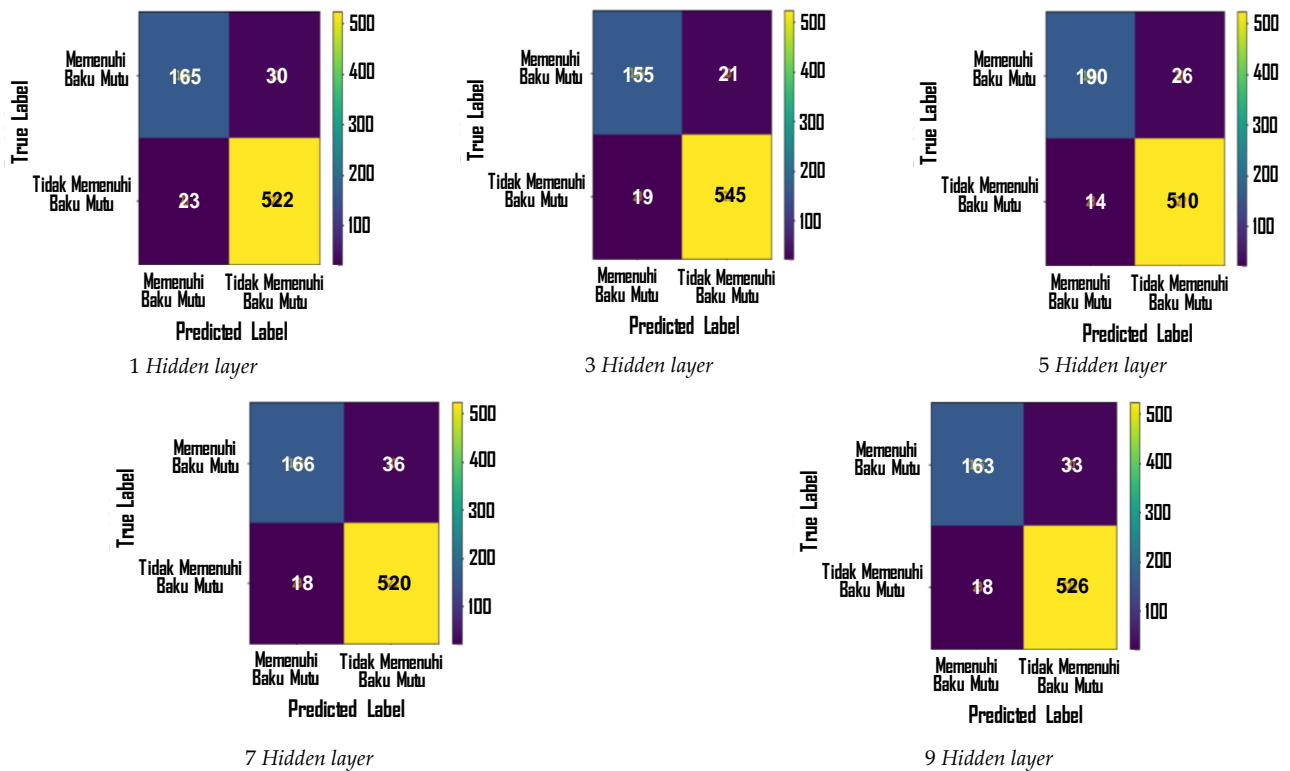 500
Memenuhi
Baku Mutu
165
30
400
True Label
300
200
Tidak Memenuhi
Baku Mutu
23
522
100
Memenuhi
Baku Mutu
Tidak Memenuhi
Baku Mutu
Predicted Label
1 Hidden layer
500
Memenuhi
Baku Mutu
155
21
400
True Label
300
200
Tidak Memenuhi
Baku Mutu
19
545
100
Memenuhi
Baku Mutu
Tidak Memenuhi
Baku Mutu
Predicted Label
3 Hidden layer
500
Memenuhi
Baku Mutu
190
26
400
True Label
300
200
Tidak Memenuhi
Baku Mutu
14
510
100
Memenuhi
Baku Mutu
Tidak Memenuhi
Baku Mutu
Predicted Label
5 Hidden layer
500
Memenuhi
Baku Mutu
166
36
400
True Label
300
200
Tidak Memenuhi
Baku Mutu
18
520
100
Memenuhi
Baku Mutu
Tidak Memenuhi
Baku Mutu
Predicted Label
7 Hidden layer
500
Memenuhi
Baku Mutu
163
33
400
True Label
300
200
Tidak Memenuhi
Baku Mutu
18
526
100
Memenuhi
Baku Mutu
Tidak Memenuhi
Baku Mutu
Predicted Label
9 Hidden layer